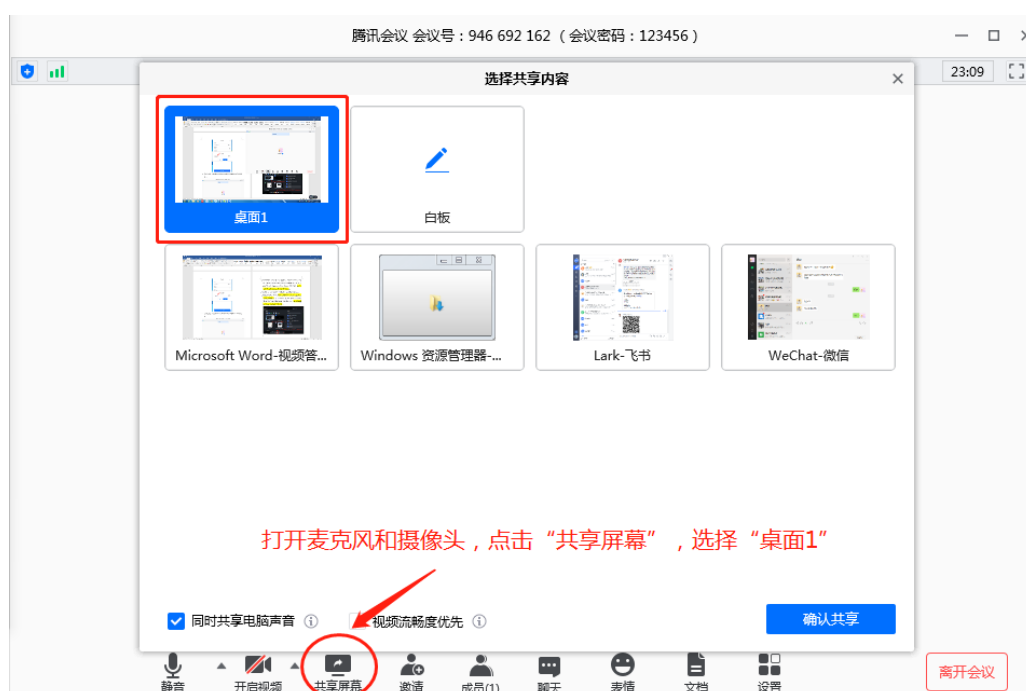 腾讯会议 会议号：946 692 162 （会议密码：123456）
23:09
选择共享内容
桌面1
白板
Microsoft Word-视频答...
Windows 资源管理器-...
Lark-飞书
WeChat-微信
打开麦克风和摄像头，点击“共享屏幕”，选择“桌面1”
同时共享电脑声音
视频流畅度优先
确认共享
静音
开启视频
共享屏幕
邀请
成员(1)
聊天
表情
文档
设置
离开会议